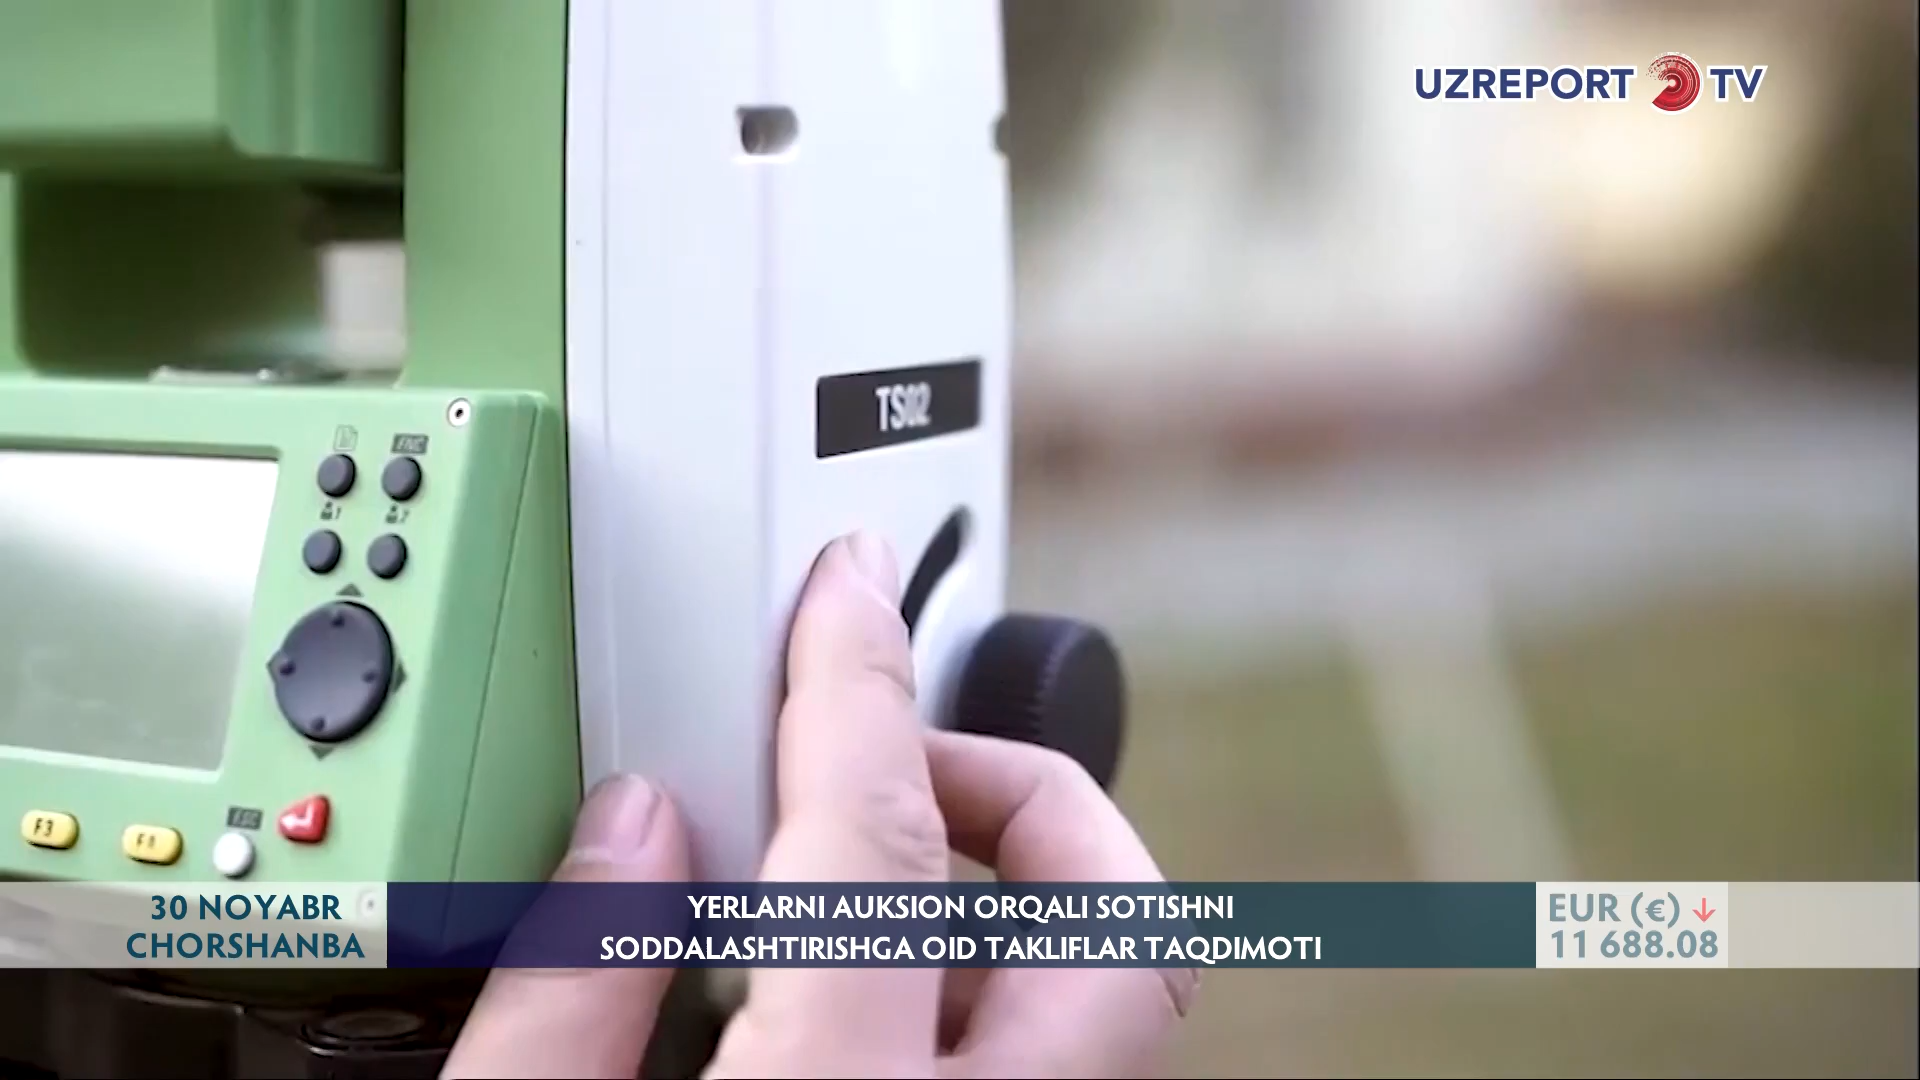 UZREPORT TV
TS02
FNC
F3
F1
ESC
30 NOYABR
CHORSHANBA
YERLARNI AUKSION ORQALI SOTISHNI
SODDALASHTIRISHGA OID TAKLIFLAR TAQDIMOTI
EUR (€) ↓
11 688.08